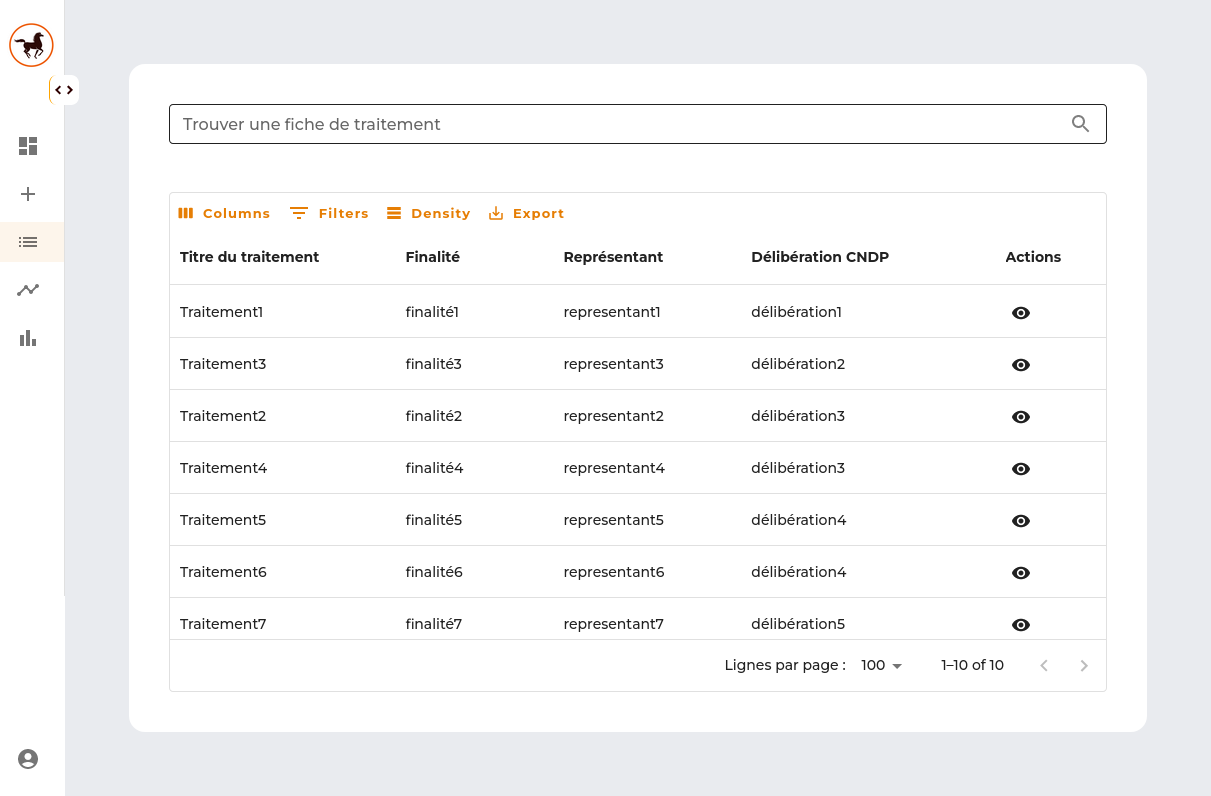 Trouver une fiche de traitement
Columns Filters Density Export
Titre du traitement Finalité Représentant Délibération CNDP Actions
Traitement1 finalité1 representant1 délibération1
Traitement3 finalité3 representant3 délibération2
Traitement2 finalité2 representant2 délibération3
Traitement4 finalité4 representant4 délibération3
Traitement5 finalité5 representant5 délibération4
Traitement6 finalité6 representant6 délibération4
Traitement7 finalité7 representant7 délibération5
Lignes par page : 100 1–10 of 10